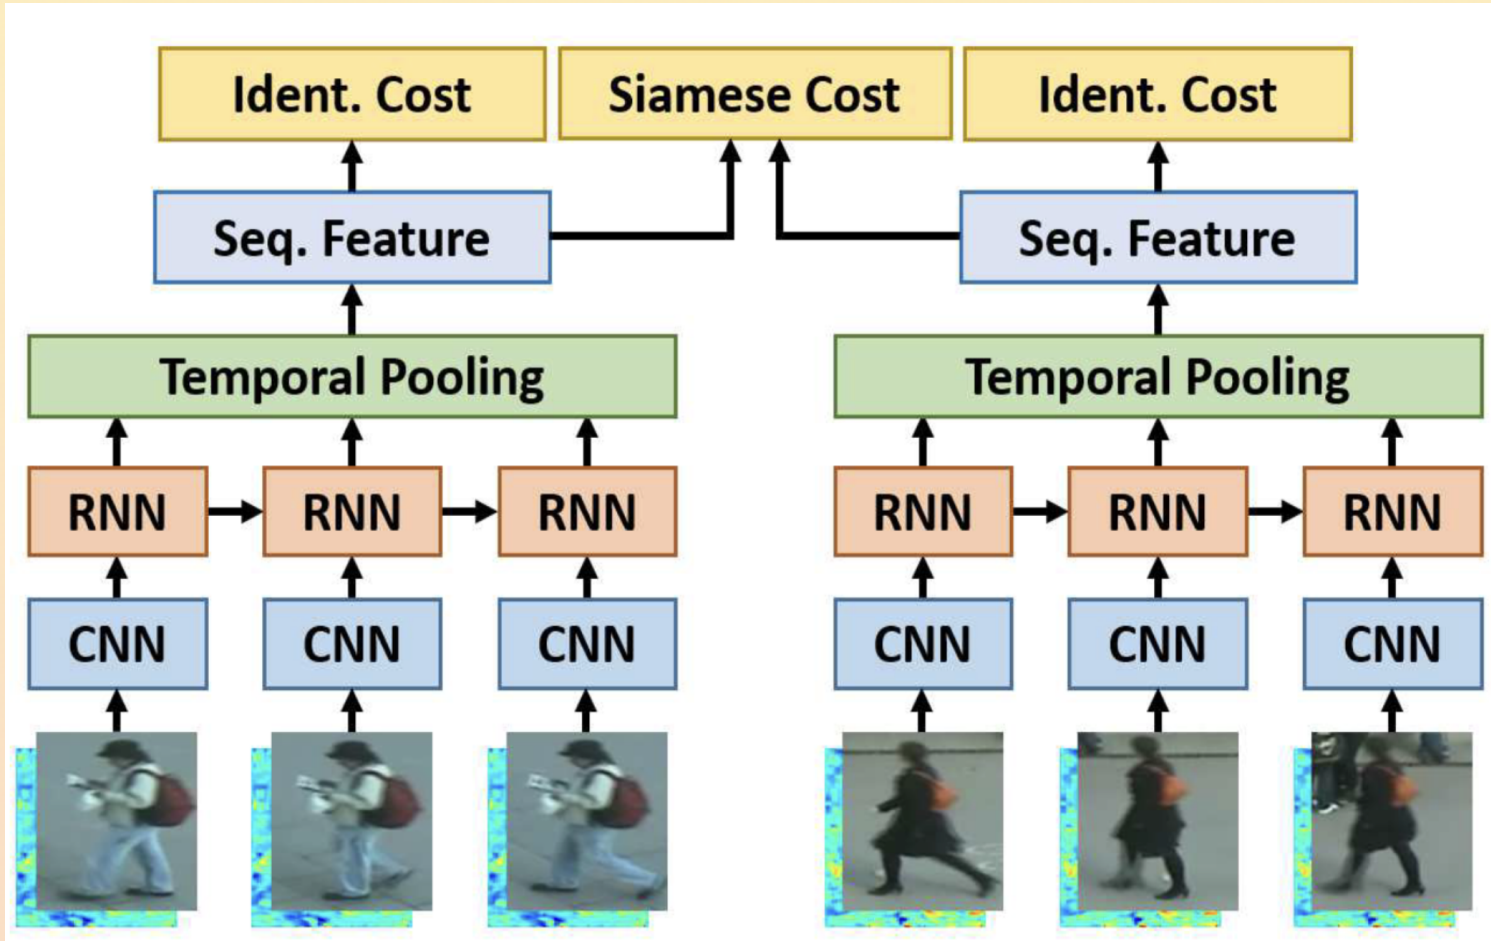 Ident. Cost
Siamese Cost
Ident. Cost
Seq. Feature
Seq. Feature
Temporal Pooling
Temporal Pooling
RNN
RNN
RNN
RNN
RNN
RNN
CNN
CNN
CNN
CNN
CNN
CNN